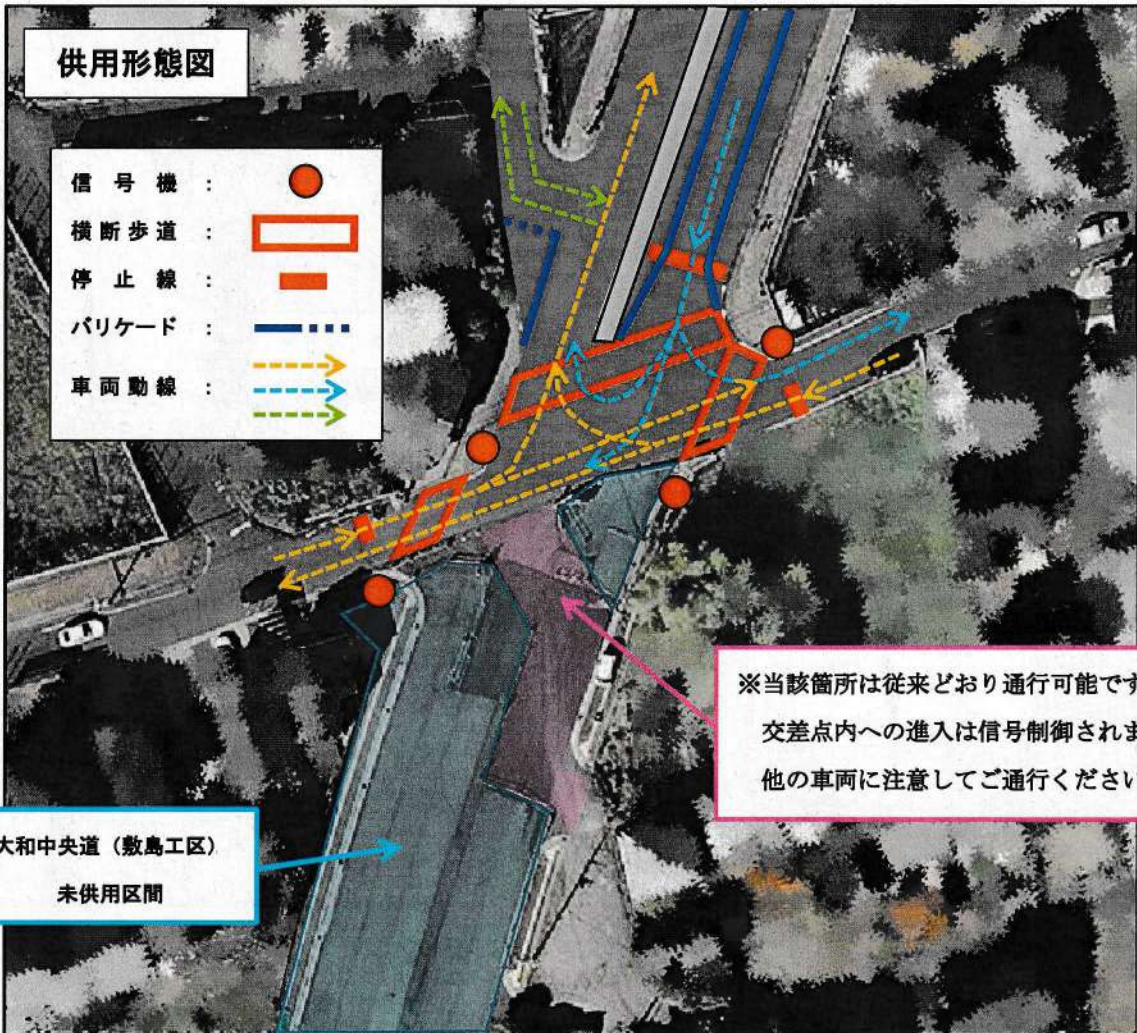 供用形態図
信号機：
横断歩道：
停止線：
バリケード：
車両動線：
※当該箇所は従来どおり通行可能です
交差点内への進入は信号制御されま
他の車両に注意してご通行ください
大和中央道（敷島工区）
未供用区間